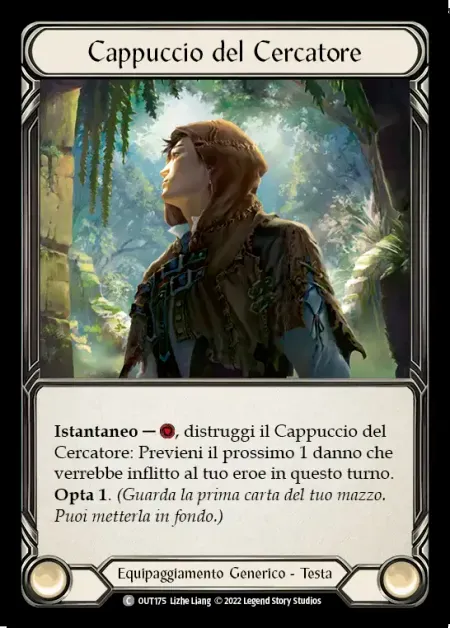 Cappuccio del Cercatore
Istantaneo — , distruggi il Cappuccio del
Cercatore: Previeni il prossimo 1 danno che
verrebbe inflitto al tuo eroe in questo turno.
Opta 1. (Guarda la prima carta del tuo mazzo.
Puoi metterla in fondo.)
Equipaggiamento Generico - Testa
C OUT175 Lizhe Liang © 2022 Legend Story Studios